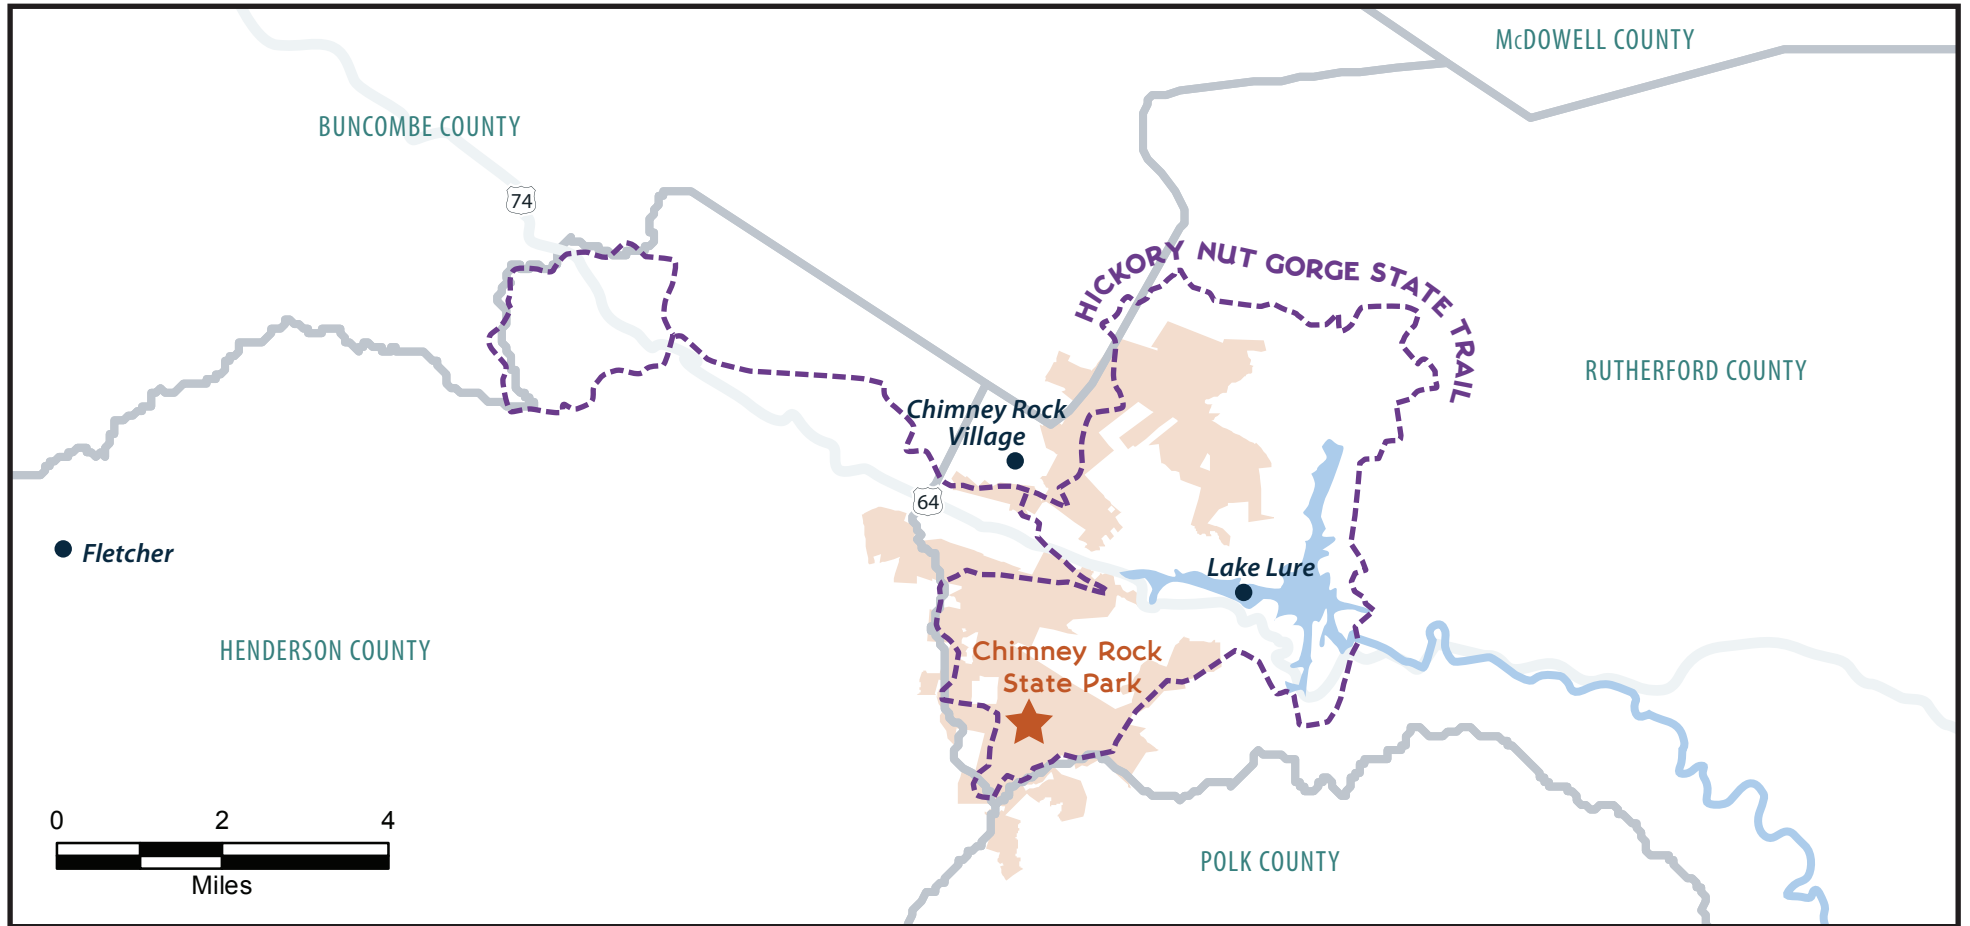 McDOWELL COUNTY
BUNCOMBE COUNTY
74
HICKORY NUT GORGE STATE TRAIL
RUTHERFORD COUNTY
Chimney Rock
Village
64
Fletcher
Lake Lure
HENDERSON COUNTY
Chimney Rock
State Park
0 2 4
Miles
POLK COUNTY